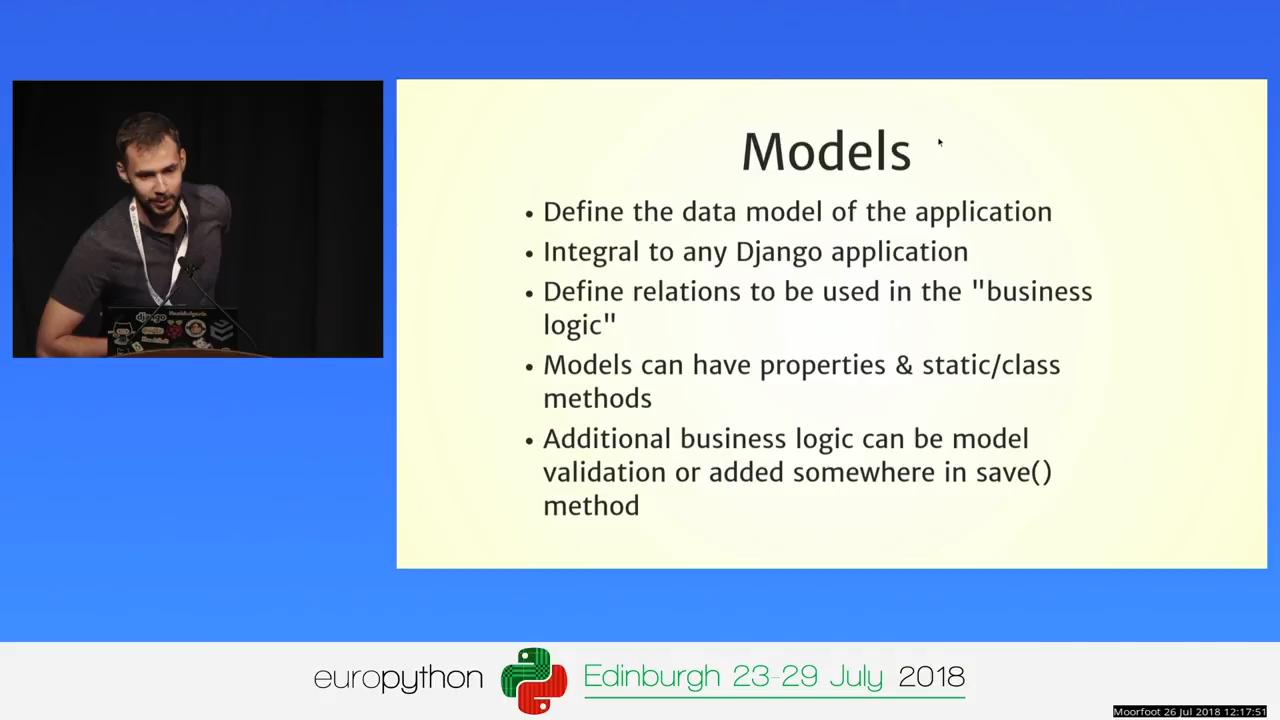 Models
• Define the data model of the application
• Integral to any Django application
• Define relations to be used in the "business
logic"
• Models can have properties & static/class
methods
• Additional business logic can be model
validation or added somewhere in save()
method
django
europython
Edinburgh 23-29 July 2018
Moorfoot 26 Jul 2018 12:17:51